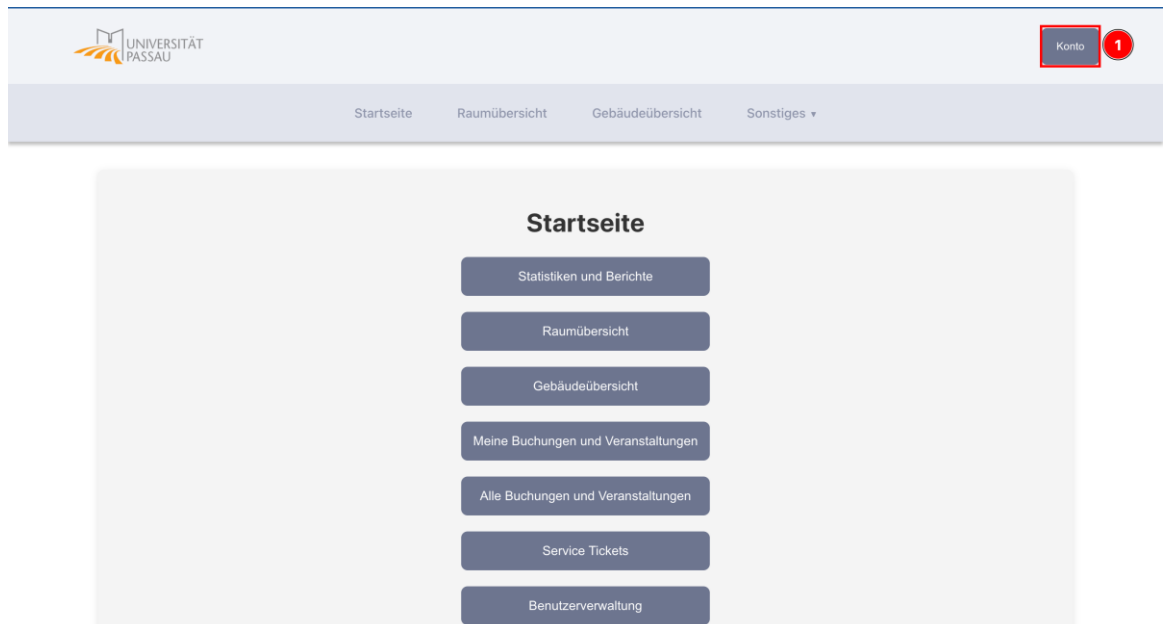 UNIVERSITÄT
PASSAU
Konto
1
Startseite Raumübersicht Gebäudeübersicht Sonstiges ▾
Startseite
Statistiken und Berichte
Raumübersicht
Gebäudeübersicht
Meine Buchungen und Veranstaltungen
Alle Buchungen und Veranstaltungen
Service Tickets
Benutzerverwaltung